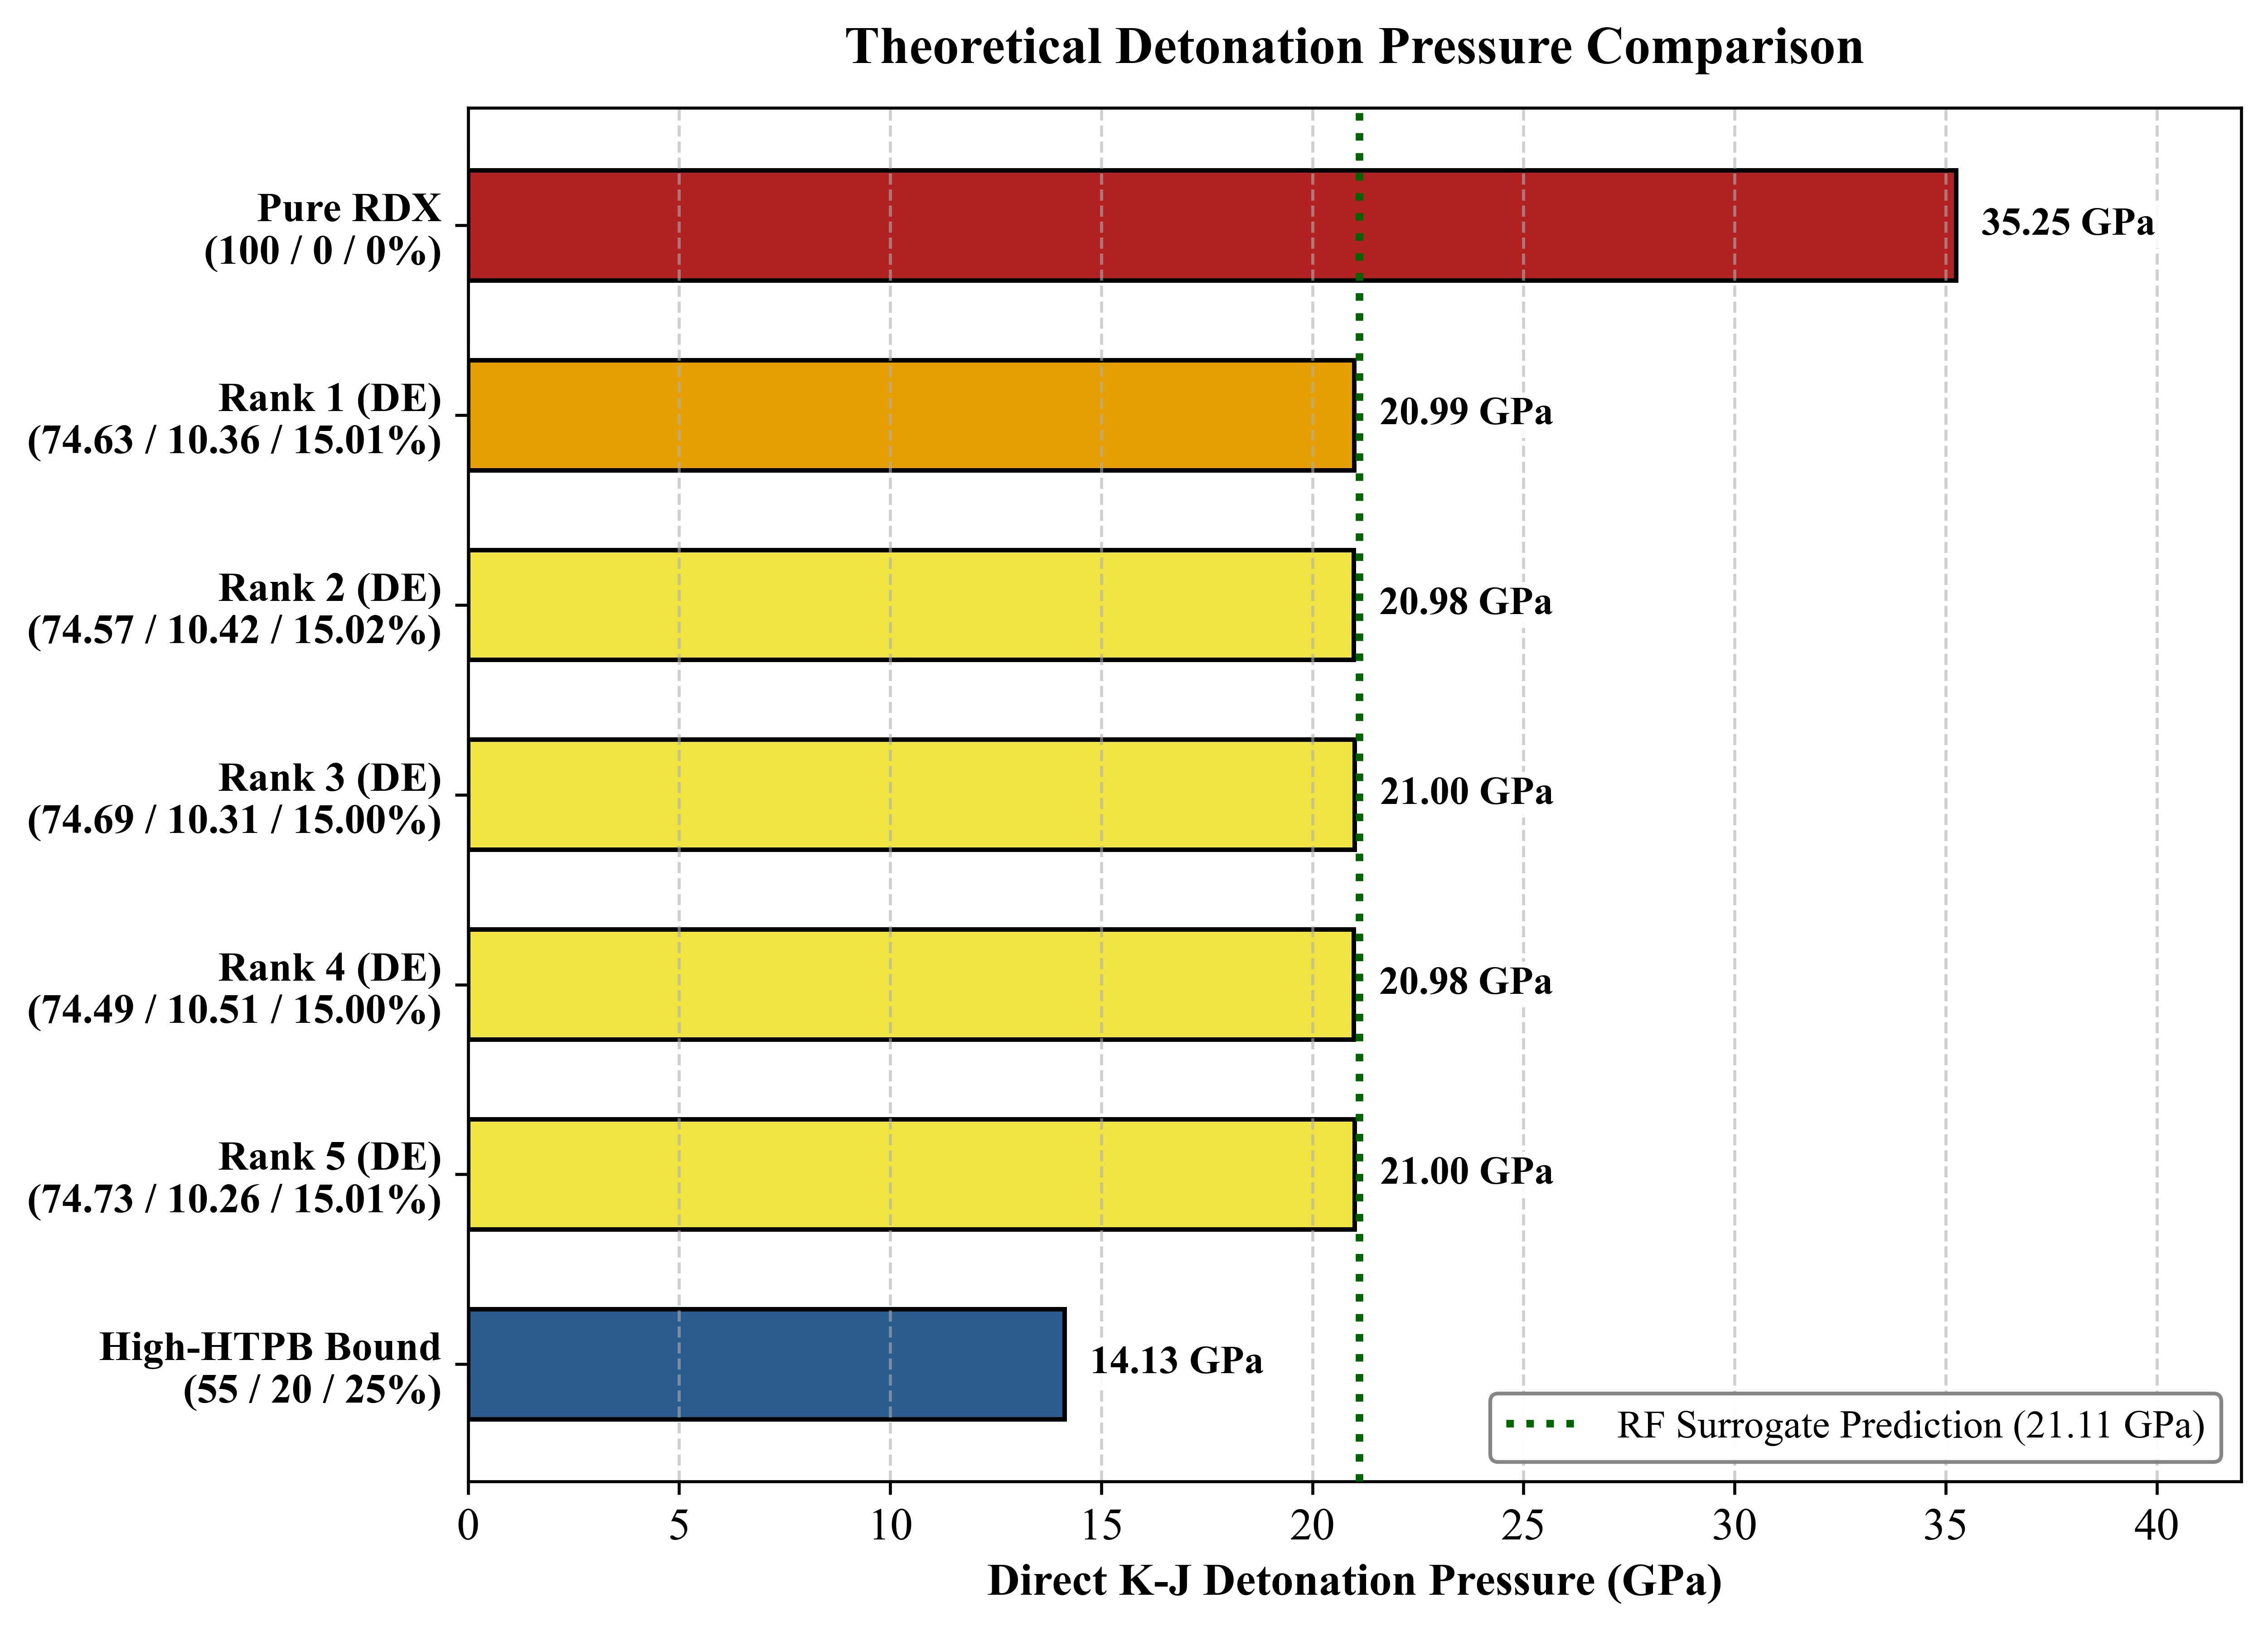 Theoretical Detonation Pressure Comparison
Pure RDX
(100 / 0 / 0%)
35.25 GPa
Rank 1 (DE)
(74.63 / 10.36 / 15.01%)
20.99 GPa
Rank 2 (DE)
(74.57 / 10.42 / 15.02%)
20.98 GPa
Rank 3 (DE)
(74.69 / 10.31 / 15.00%)
21.00 GPa
Rank 4 (DE)
(74.49 / 10.51 / 15.00%)
20.98 GPa
Rank 5 (DE)
(74.73 / 10.26 / 15.01%)
21.00 GPa
High-HTPB Bound
(55 / 20 / 25%)
14.13 GPa
RF Surrogate Prediction (21.11 GPa)
0 5 10 15 20 25 30 35 40
Direct K-J Detonation Pressure (GPa)